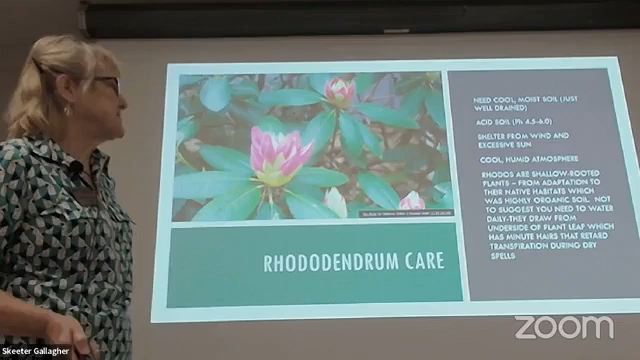 RHODODENDRUM CARE
NEED COOL, MOIST SOIL (JUST
WELL DRAINED)
ACID SOIL (Ph 4.5-6.0)
SHELTER FROM WIND AND
EXCESSIVE SUN
COOL, HUMID ATMOSPHERE
RHODOS ARE SHALLOW-ROOTED
PLANTS – FROM ADAPTATION TO
THEIR NATIVE HABITATS WHICH
WAS HIGHLY ORGANIC SOIL. NOT
TO SUGGEST YOU NEED TO WATER
DAILY-THEY DRAW FROM
UNDERSIDE OF PLANT LEAF WHICH
HAS MINUTE HAIRS THAT RETARD
TRANSPIRATION DURING DRY
SPELLS
zoom
Skeeter Gallagher